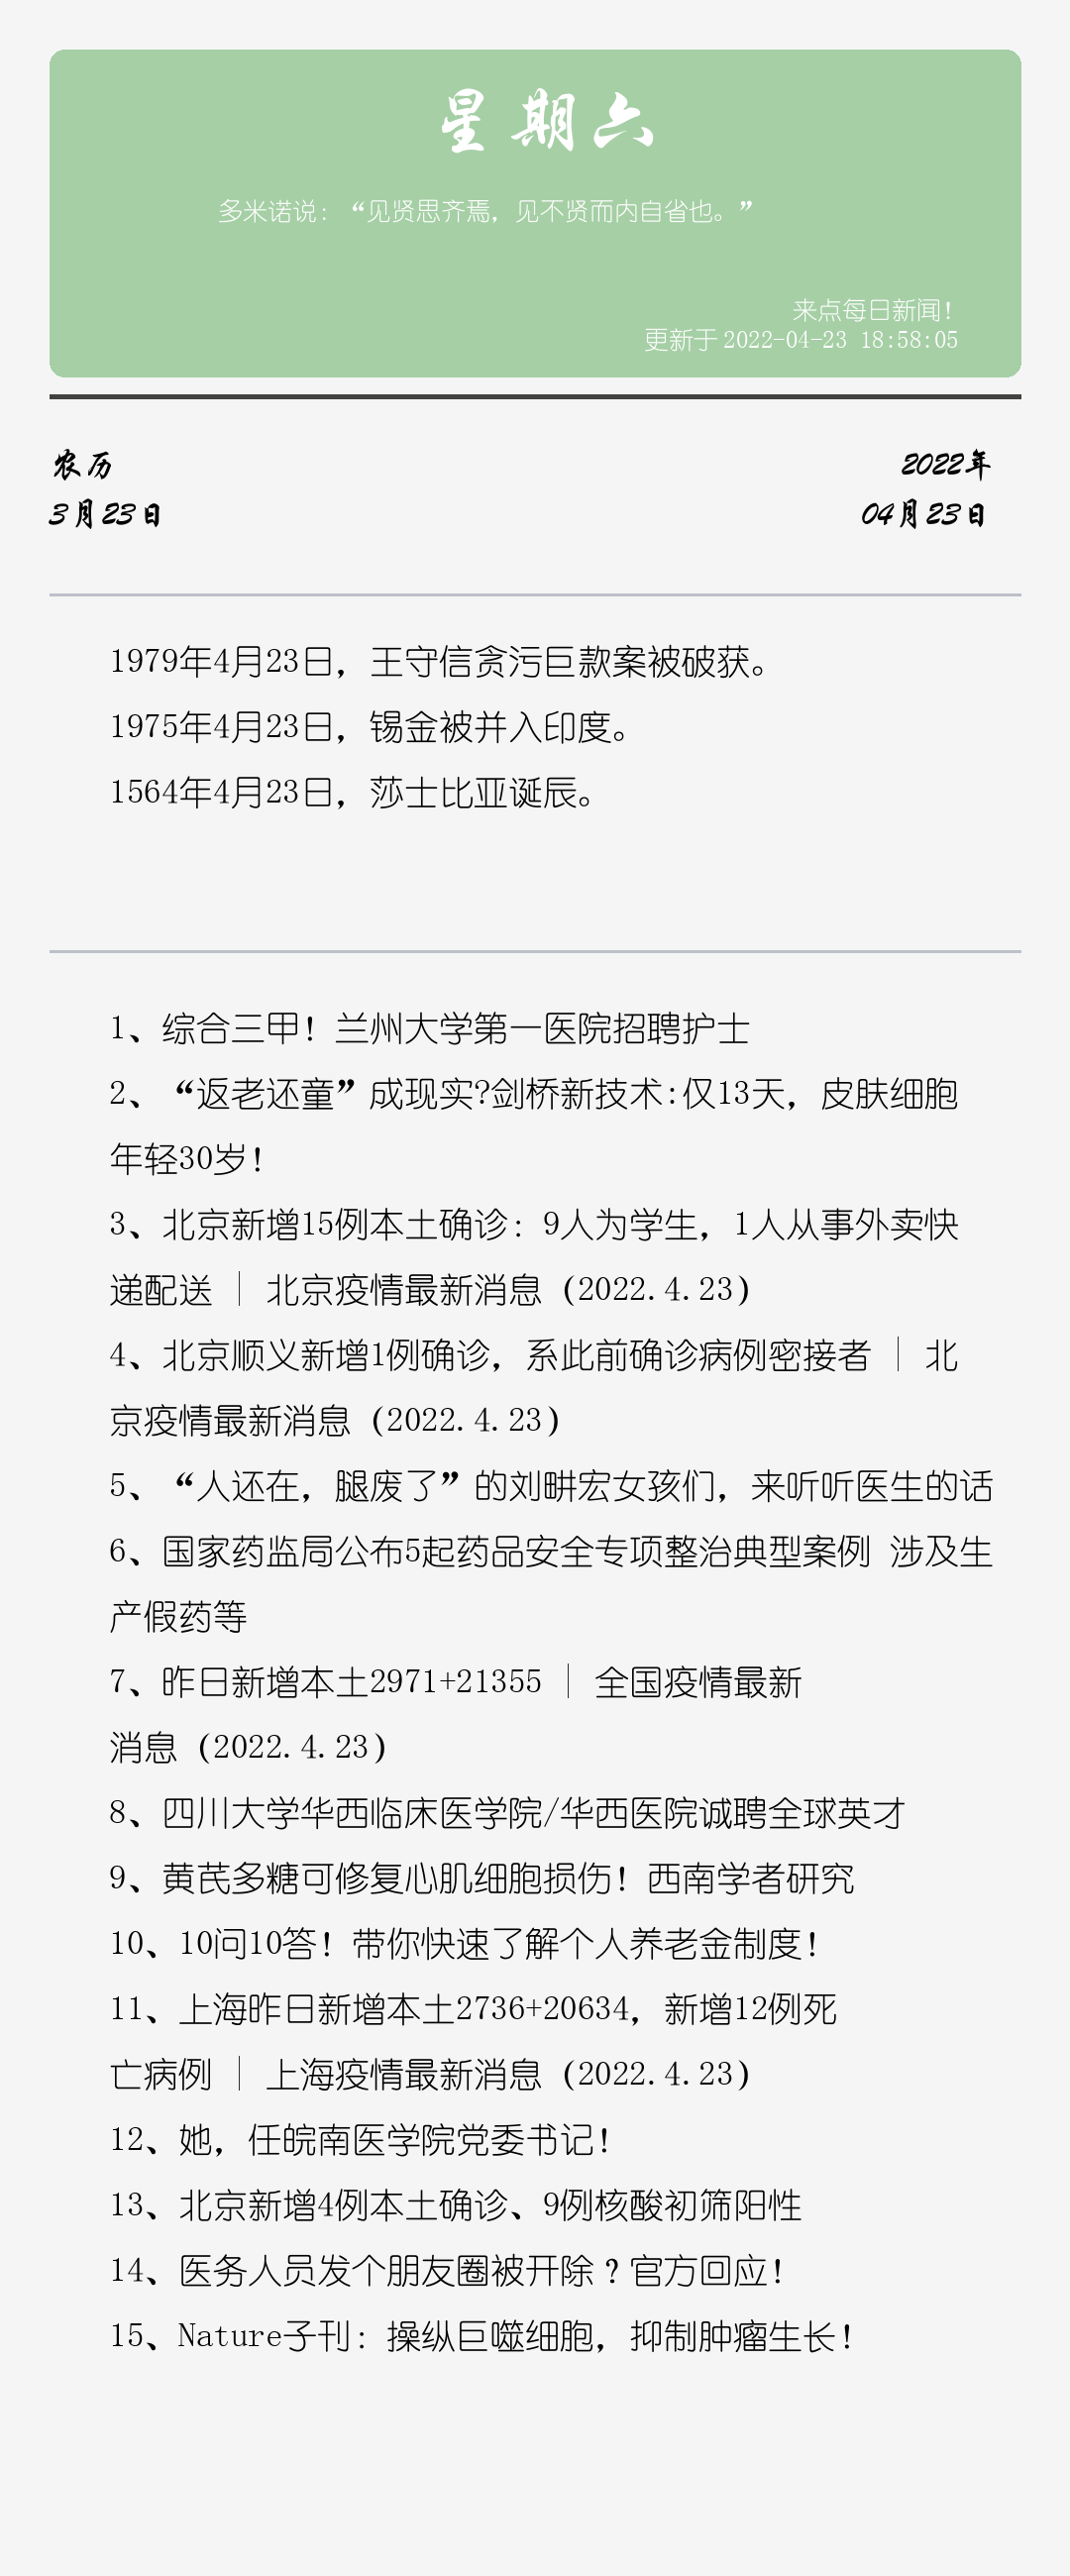 星期六
多米诺说：“见贤思齐焉，见不贤而内自省也。”
来点每日新闻！
更新于 2022-04-23 18:58:05
农历
3月23日
2022年
04月23日
1979年4月23日，王守信贪污巨款案被破获。
1975年4月23日，锡金被并入印度。
1564年4月23日，莎士比亚诞辰。
1、综合三甲！兰州大学第一医院招聘护士
2、“返老还童”成现实?剑桥新技术:仅13天，皮肤细胞
年轻30岁！
3、北京新增15例本土确诊：9人为学生，1人从事外卖快
递配送 | 北京疫情最新消息（2022.4.23）
4、北京顺义新增1例确诊，系此前确诊病例密接者 | 北
京疫情最新消息（2022.4.23）
5、“人还在，腿废了”的刘畊宏女孩们，来听听医生的话
6、国家药监局公布5起药品安全专项整治典型案例 涉及生
产假药等
7、昨日新增本土2971+21355 | 全国疫情最新
消息（2022.4.23）
8、四川大学华西临床医学院/华西医院诚聘全球英才
9、黄芪多糖可修复心肌细胞损伤！西南学者研究
10、10问10答！带你快速了解个人养老金制度！
11、上海昨日新增本土2736+20634，新增12例死
亡病例 | 上海疫情最新消息（2022.4.23）
12、她，任皖南医学院党委书记！
13、北京新增4例本土确诊、9例核酸初筛阳性
14、医务人员发个朋友圈被开除？官方回应！
15、Nature子刊：操纵巨噬细胞，抑制肿瘤生长！